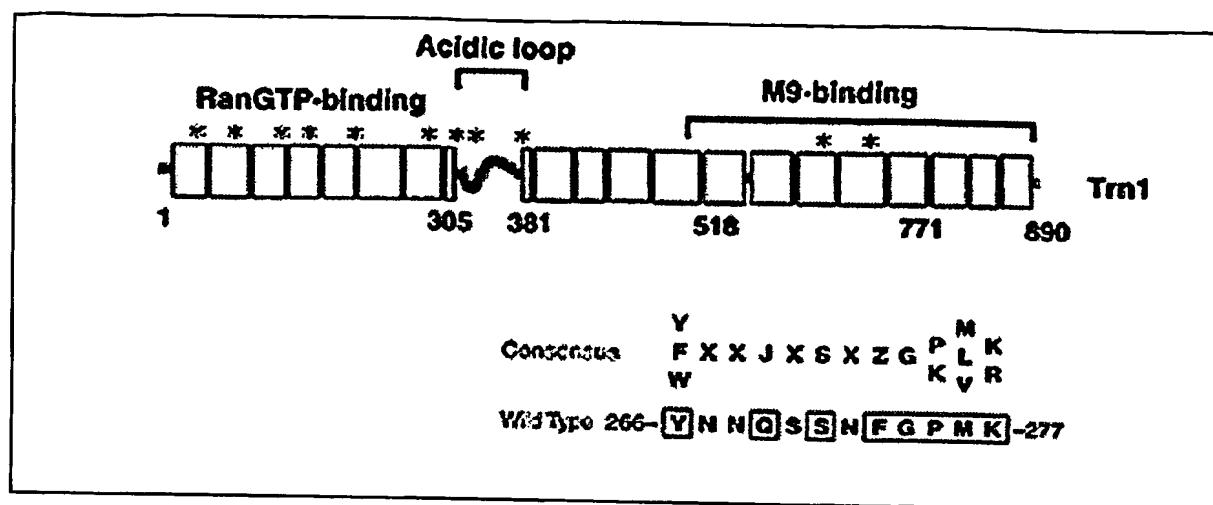 Acidic loop
RanGTP-binding
M9-binding
* * * * * * ** * * *
Trn1
1 305 381 518 771 890
Y M
Consensus F X X J X S X Z G P L K
W K V R
Wild Type 266-Y N N Q S S N F G P M K-277